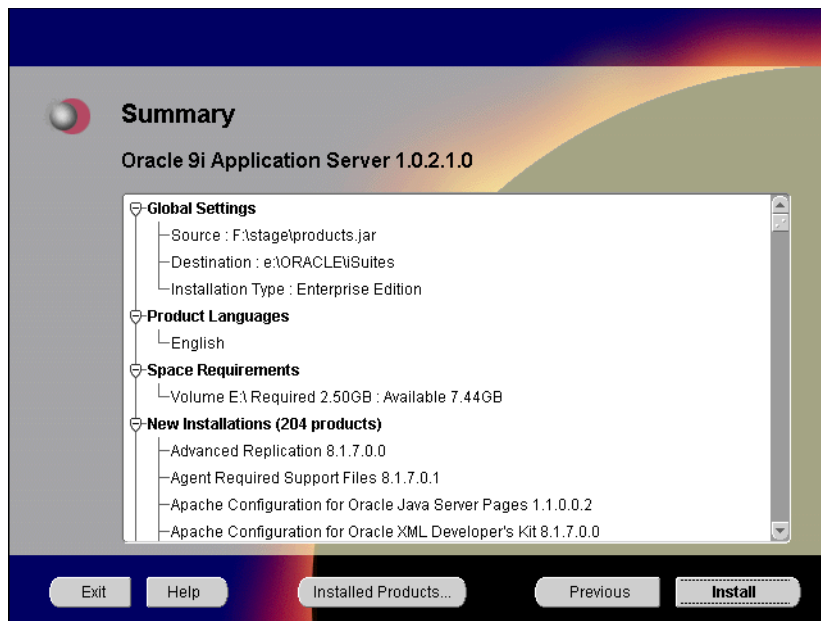 Summary
Oracle 9i Application Server 1.0.2.1.0
Global Settings
Source : F:\stage\products.jar
Destination : e:\ORACLE\iSuites
Installation Type : Enterprise Edition
Product Languages
English
Space Requirements
Volume E:\ Required 2.50GB : Available 7.44GB
New Installations (204 products)
Advanced Replication 8.1.7.0.0
Agent Required Support Files 8.1.7.0.1
Apache Configuration for Oracle Java Server Pages 1.1.0.0.2
Apache Configuration for Oracle XML Developer's Kit 8.1.7.0.0
Exit Help Installed Products... Previous Install